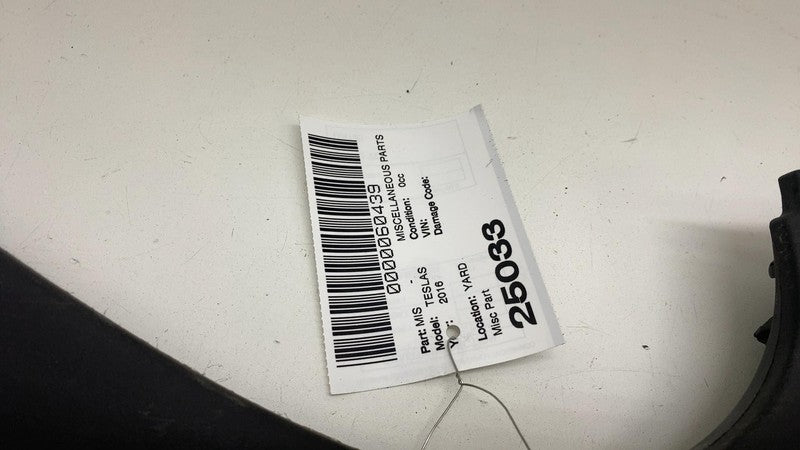 0000060439
MISCELLANEOUS PARTS
Part: MIS - Condition: 0cc
Model: TESLAS VIN:
2016 Damage Code:
Location: YARD
Misc Part
25033